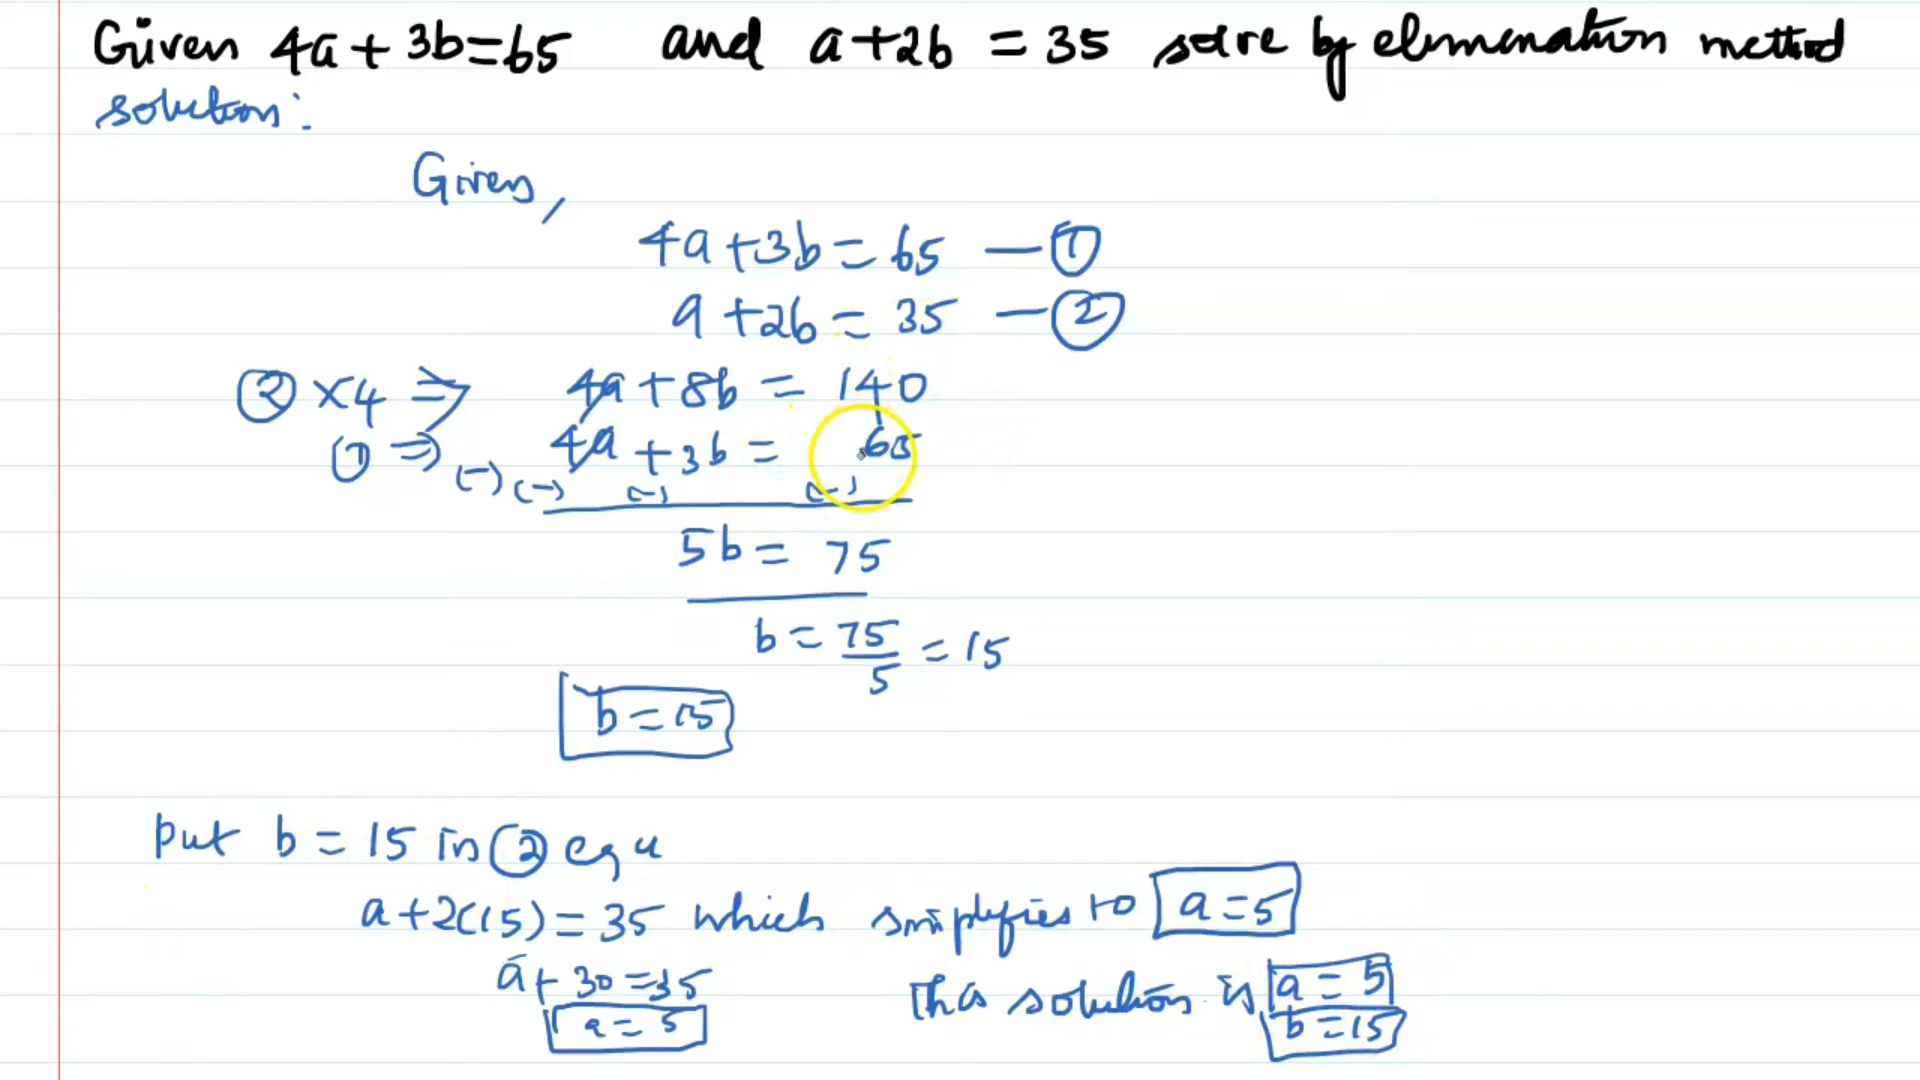 Given 4a + 3b = 65 and a + 2b = 35 solve by elimination method
solution:
Given,
4a + 3b = 65 — ①
a + 2b = 35 — ②
② × 4 ⇒ 4a + 8b = 140
① ⇒ 4a + 3b = 65
(−) (−) (−) (−)
5b = 75
b = 75/5 = 15
b = 15
Put b = 15 in ② equ
a + 2(15) = 35 which simplifies to a = 5
a + 30 = 35
a = 5
The solution is a = 5
b = 15